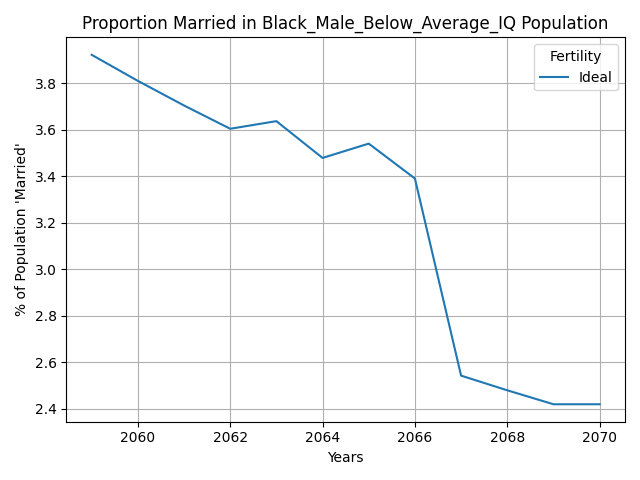 Proportion Married in Black_Male_Below_Average_IQ Population
Fertility
Ideal
% of Population 'Married'
3.8
3.6
3.4
3.2
3.0
2.8
2.6
2.4
2060 2062 2064 2066 2068 2070
Years